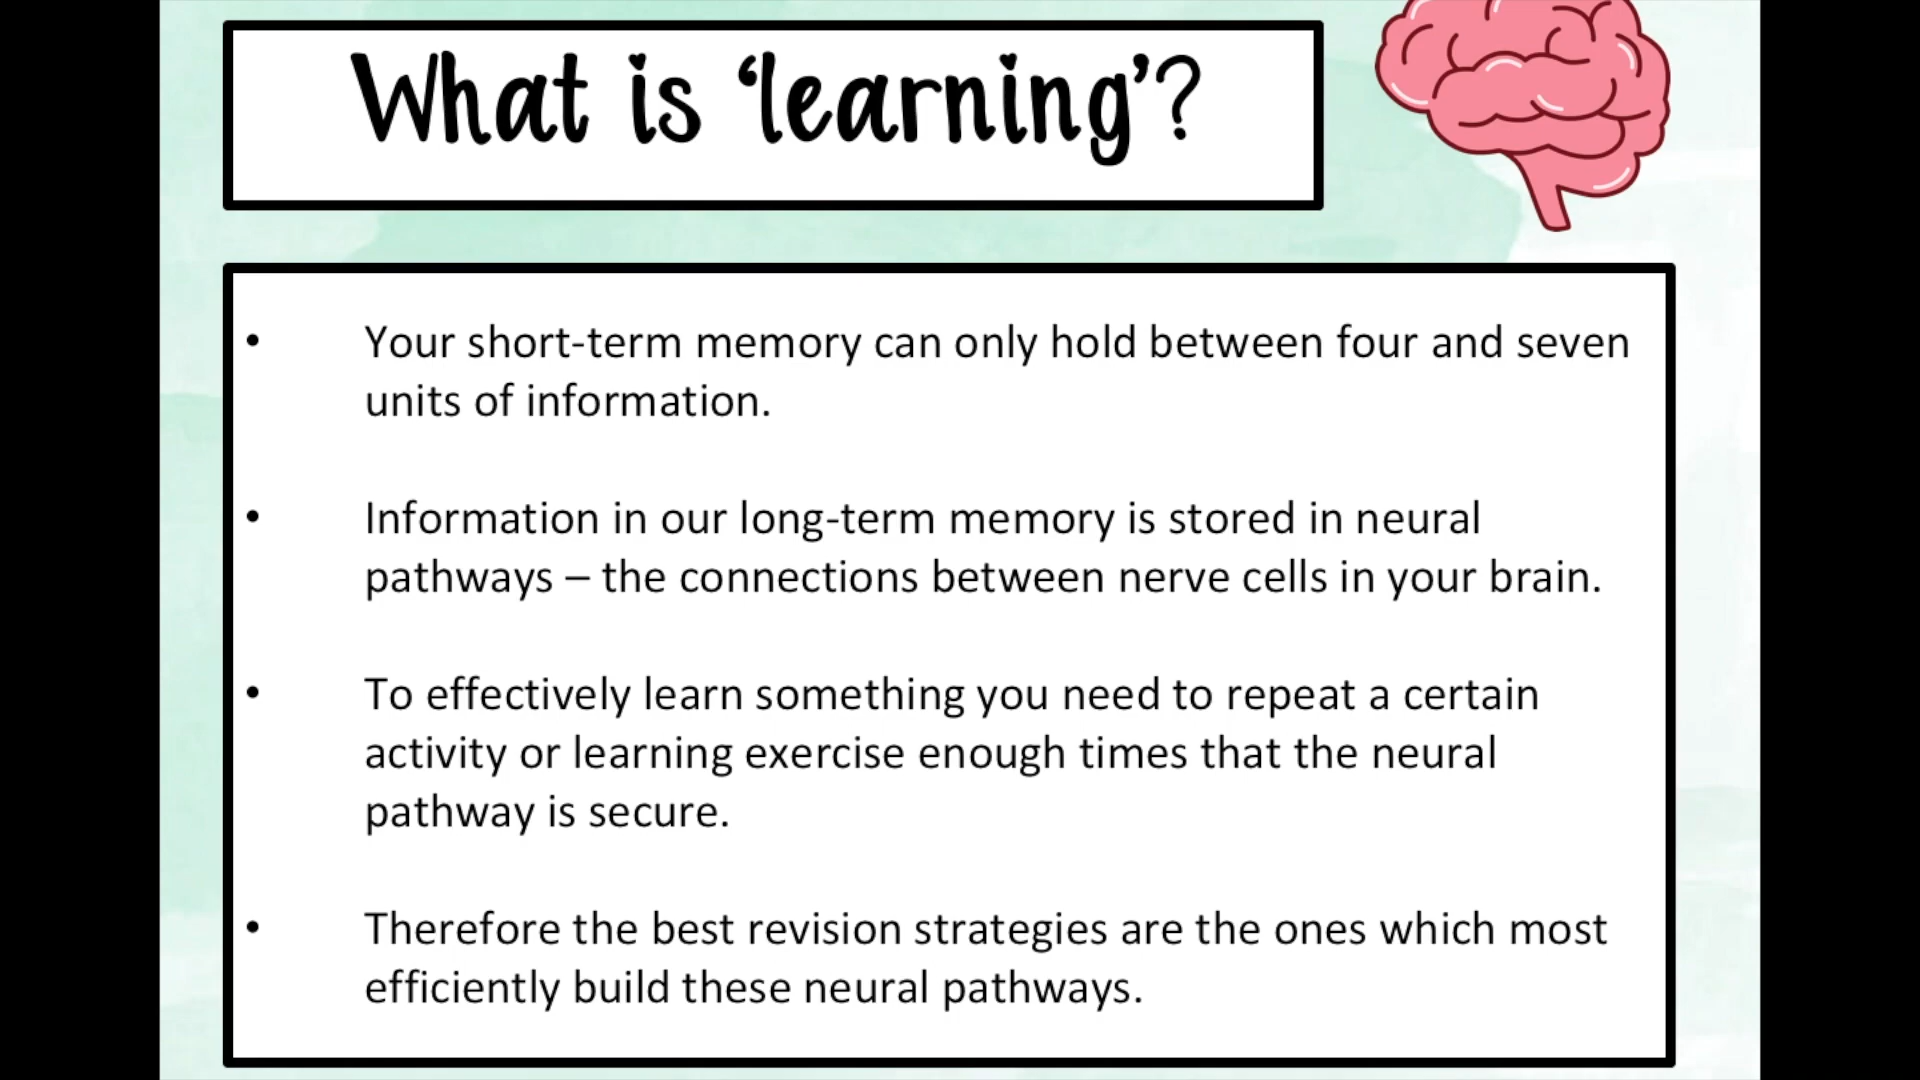 What is ‘learning’?
• Your short-term memory can only hold between four and seven
units of information.
• Information in our long-term memory is stored in neural
pathways – the connections between nerve cells in your brain.
• To effectively learn something you need to repeat a certain
activity or learning exercise enough times that the neural
pathway is secure.
• Therefore the best revision strategies are the ones which most
efficiently build these neural pathways.